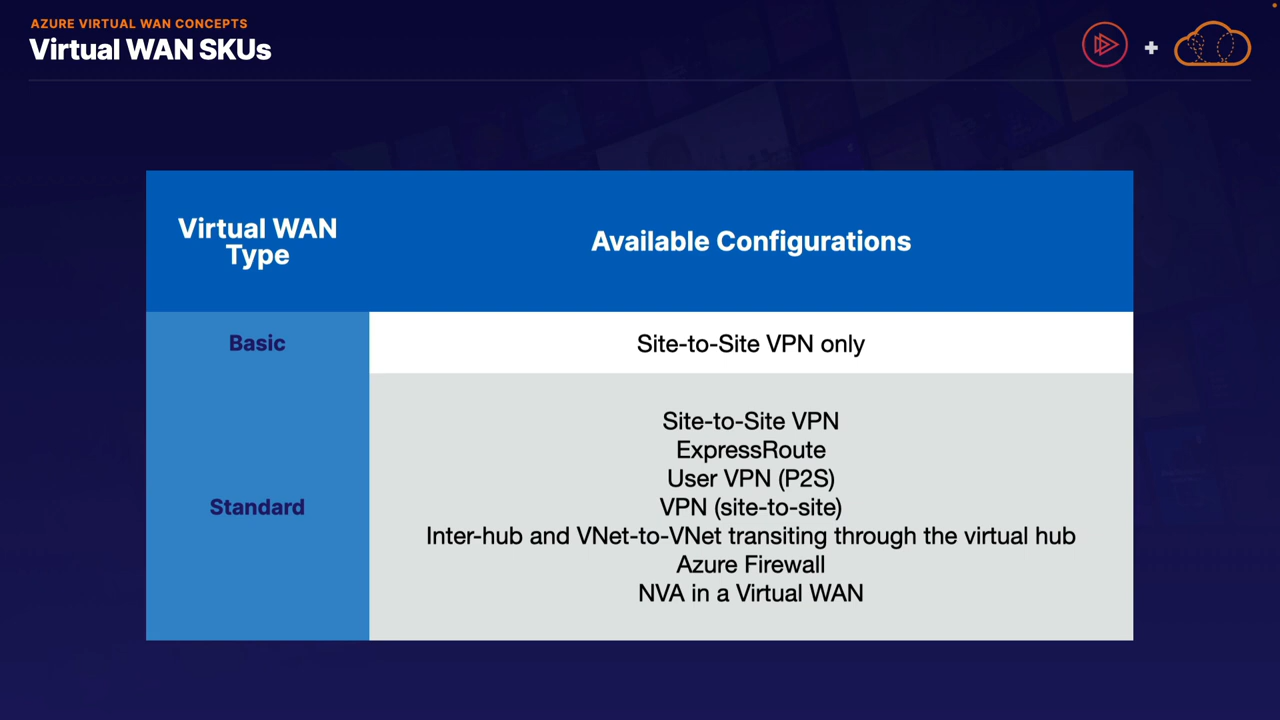 AZURE VIRTUAL WAN CONCEPTS
Virtual WAN SKUs
Virtual WAN
Type
Available Configurations
Basic
Site-to-Site VPN only
Standard
Site-to-Site VPN
ExpressRoute
User VPN (P2S)
VPN (site-to-site)
Inter-hub and VNet-to-VNet transiting through the virtual hub
Azure Firewall
NVA in a Virtual WAN